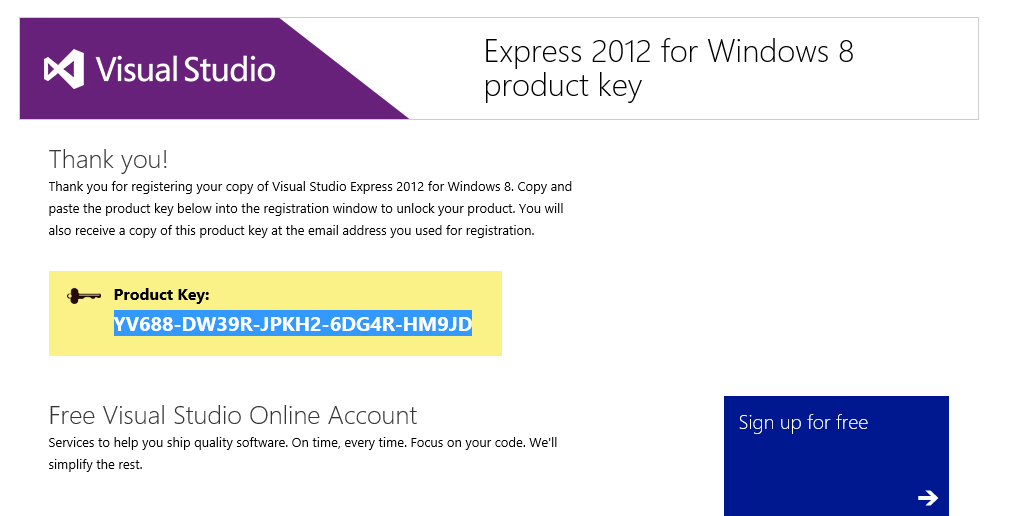 Visual Studio
Express 2012 for Windows 8
product key
Thank you!
Thank you for registering your copy of Visual Studio Express 2012 for Windows 8. Copy and
paste the product key below into the registration window to unlock your product. You will
also receive a copy of this product key at the email address you used for registration.
Product Key:
YV688-DW39R-JPKH2-6DG4R-HM9JD
Free Visual Studio Online Account
Services to help you ship quality software. On time, every time. Focus on your code. We'll
simplify the rest.
Sign up for free